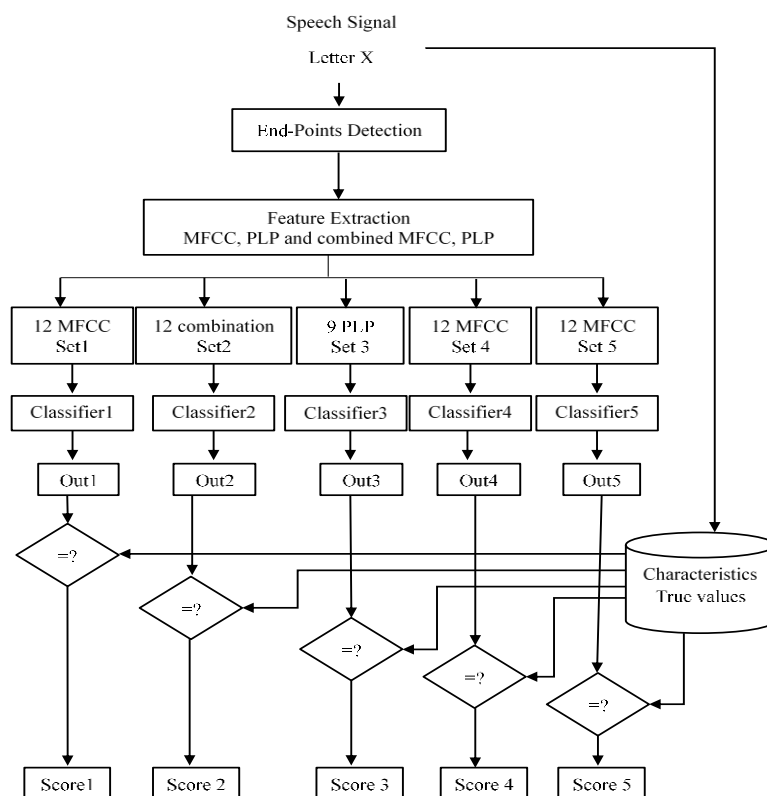 Speech Signal
Letter X
End-Points Detection
Feature Extraction
MFCC, PLP and combined MFCC, PLP
12 MFCC
Set1
12 combination
Set2
9 PLP
Set 3
12 MFCC
Set 4
12 MFCC
Set 5
Classifier1
Classifier2
Classifier3
Classifier4
Classifier5
Out1
Out2
Out3
Out4
Out5
=?
=?
=?
=?
=?
Characteristics
True values
Score1
Score 2
Score 3
Score 4
Score 5